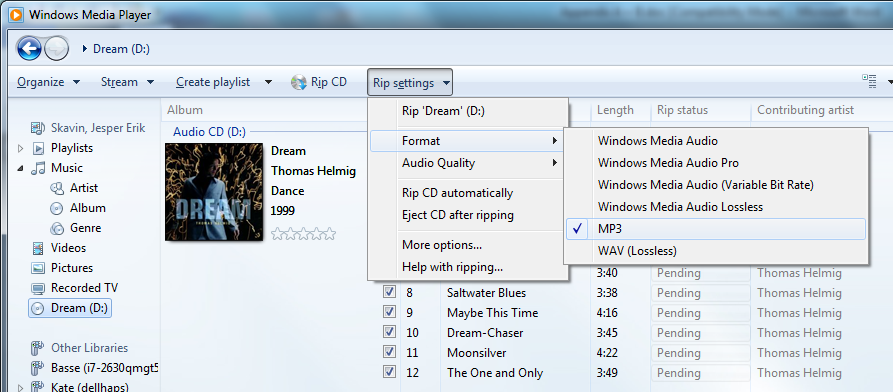 Windows Media Player
Dream (D:)
Organize Stream Create playlist Rip CD Rip settings
Album Length Rip status Contributing artist
Skavin, Jesper Erik
Playlists
Music
Artist
Album
Genre
Videos
Pictures
Recorded TV
Dream (D:)
Other Libraries
Basse (i7-2630qmgt5
Kate (dellhaps)
Audio CD (D:)
DREAM
Dream
Thomas Helmig
Dance
1999
Rip 'Dream' (D:)
Format
Audio Quality
Rip CD automatically
Eject CD after ripping
More options...
Help with ripping...
Windows Media Audio
Windows Media Audio Pro
Windows Media Audio (Variable Bit Rate)
Windows Media Audio Lossless
MP3
WAV (Lossless)
3:40 Pending Thomas Helmig
8 Saltwater Blues 3:38 Pending Thomas Helmig
9 Maybe This Time 4:16 Pending Thomas Helmig
10 Dream-Chaser 3:45 Pending Thomas Helmig
11 Moonsilver 4:22 Pending Thomas Helmig
12 The One and Only 3:49 Pending Thomas Helmig